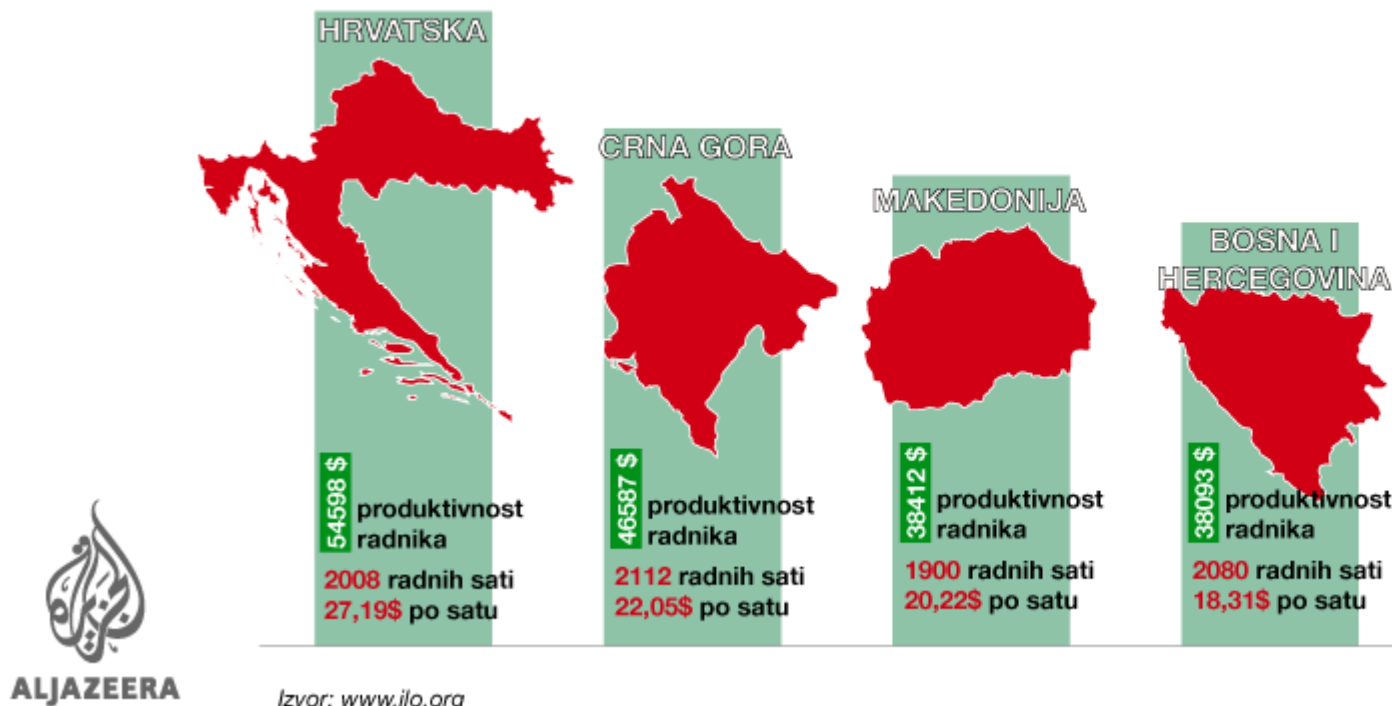 HRVATSKA
54598 $
produktivnost
radnika
2008 radnih sati
27,19$ po satu
CRNA GORA
46587 $
produktivnost
radnika
2112 radnih sati
22,05$ po satu
MAKEDONIJA
38412 $
produktivnost
radnika
1900 radnih sati
20,22$ po satu
BOSNA I
HERCEGOVINA
38093 $
produktivnost
radnika
2080 radnih sati
18,31$ po satu
الجزيرة
ALJAZEERA
Izvor: www.ilo.org